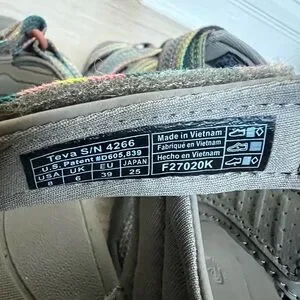 Teva S/N 4266
U.S. Patent #D605,839
USA UK EU JAPAN
8 6 39 25
Made in Vietnam
Fabriqué en Vietnam
Hecho en Vietnam
F27020K